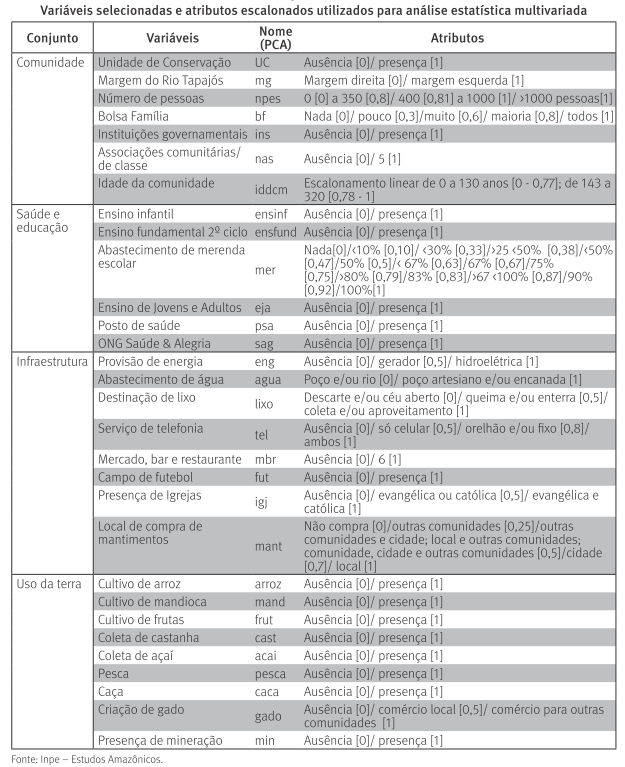 Variáveis selecionadas e atributos escalonados utilizados para análise estatística multivariada
Conjunto Variáveis Nome (PCA) Atributos
Comunidade Unidade de Conservação UC Ausência [0]/ presença [1]
Margem do Rio Tapajós mg Margem direita [0]/ margem esquerda [1]
Número de pessoas npes 0 [0] a 350 [0,8]/ 400 [0,81] a 1000 [1]/ >1000 pessoas[1]
Bolsa Família bf Nada [0]/ pouco [0,3]/muito [0,6]/ maioria [0,8]/ todos [1]
Instituições governamentais ins Ausência [0]/ presença [1]
Associações comunitárias/
de classe nas Ausência [0]/ 5 [1]
Idade da comunidade iddcm Escalonamento linear de 0 a 130 anos [0 - 0,77]; de 143 a
320 [0,78 - 1]
Saúde e
educação
Ensino infantil ensinf Ausência [0]/ presença [1]
Ensino fundamental 2º ciclo ensfund Ausência [0]/ presença [1]
Abastecimento de merenda
escolar mer Nada[0]/<10% [0,10]/ <30% [0,33]/>25 <50% [0,38]/<50%
[0,47]/50% [0,5]/< 67% [0,63]/67% [0,67]/75%
[0,75]/>80% [0,79]/83% [0,83]/>67 <100% [0,87]/90%
[0,92]/100%[1]
Ensino de Jovens e Adultos eja Ausência [0]/ presença [1]
Posto de saúde psa Ausência [0]/ presença [1]
ONG Saúde & Alegria sag Ausência [0]/ presença [1]
Infraestrutura Provisão de energia eng Ausência [0]/ gerador [0,5]/ hidroelétrica [1]
Abastecimento de água agua Poço e/ou rio [0]/ poço artesiano e/ou encanada [1]
Destinação de lixo lixo Descarte e/ou céu aberto [0]/ queima e/ou enterra [0,5]/
coleta e/ou aproveitamento [1]
Serviço de telefonia tel Ausência [0]/ só celular [0,5]/ orelhão e/ou fixo [0,8]/
ambos [1]
Mercado, bar e restaurante mbr Ausência [0]/ 6 [1]
Campo de futebol fut Ausência [0]/ presença [1]
Presença de Igrejas igj Ausência [0]/ evangélica ou católica [0,5]/ evangélica e
católica [1]
Local de compra de
mantimentos mant Não compra [0]/outras comunidades [0,25]/outras
comunidades e cidade; local e outras comunidades;
comunidade, cidade e outras comunidades [0,5]/cidade
[0,7]/ local [1]
Uso da terra Cultivo de arroz arroz Ausência [0]/ presença [1]
Cultivo de mandioca mand Ausência [0]/ presença [1]
Cultivo de frutas frut Ausência [0]/ presença [1]
Coleta de castanha cast Ausência [0]/ presença [1]
Coleta de açaí acai Ausência [0]/ presença [1]
Pesca pesca Ausência [0]/ presença [1]
Caça caca Ausência [0]/ presença [1]
Criação de gado gado Ausência [0]/ comércio local [0,5]/ comércio para outras
comunidades [1]
Presença de mineração min Ausência [0]/ presença [1]
Fonte: Inpe – Estudos Amazônicos.